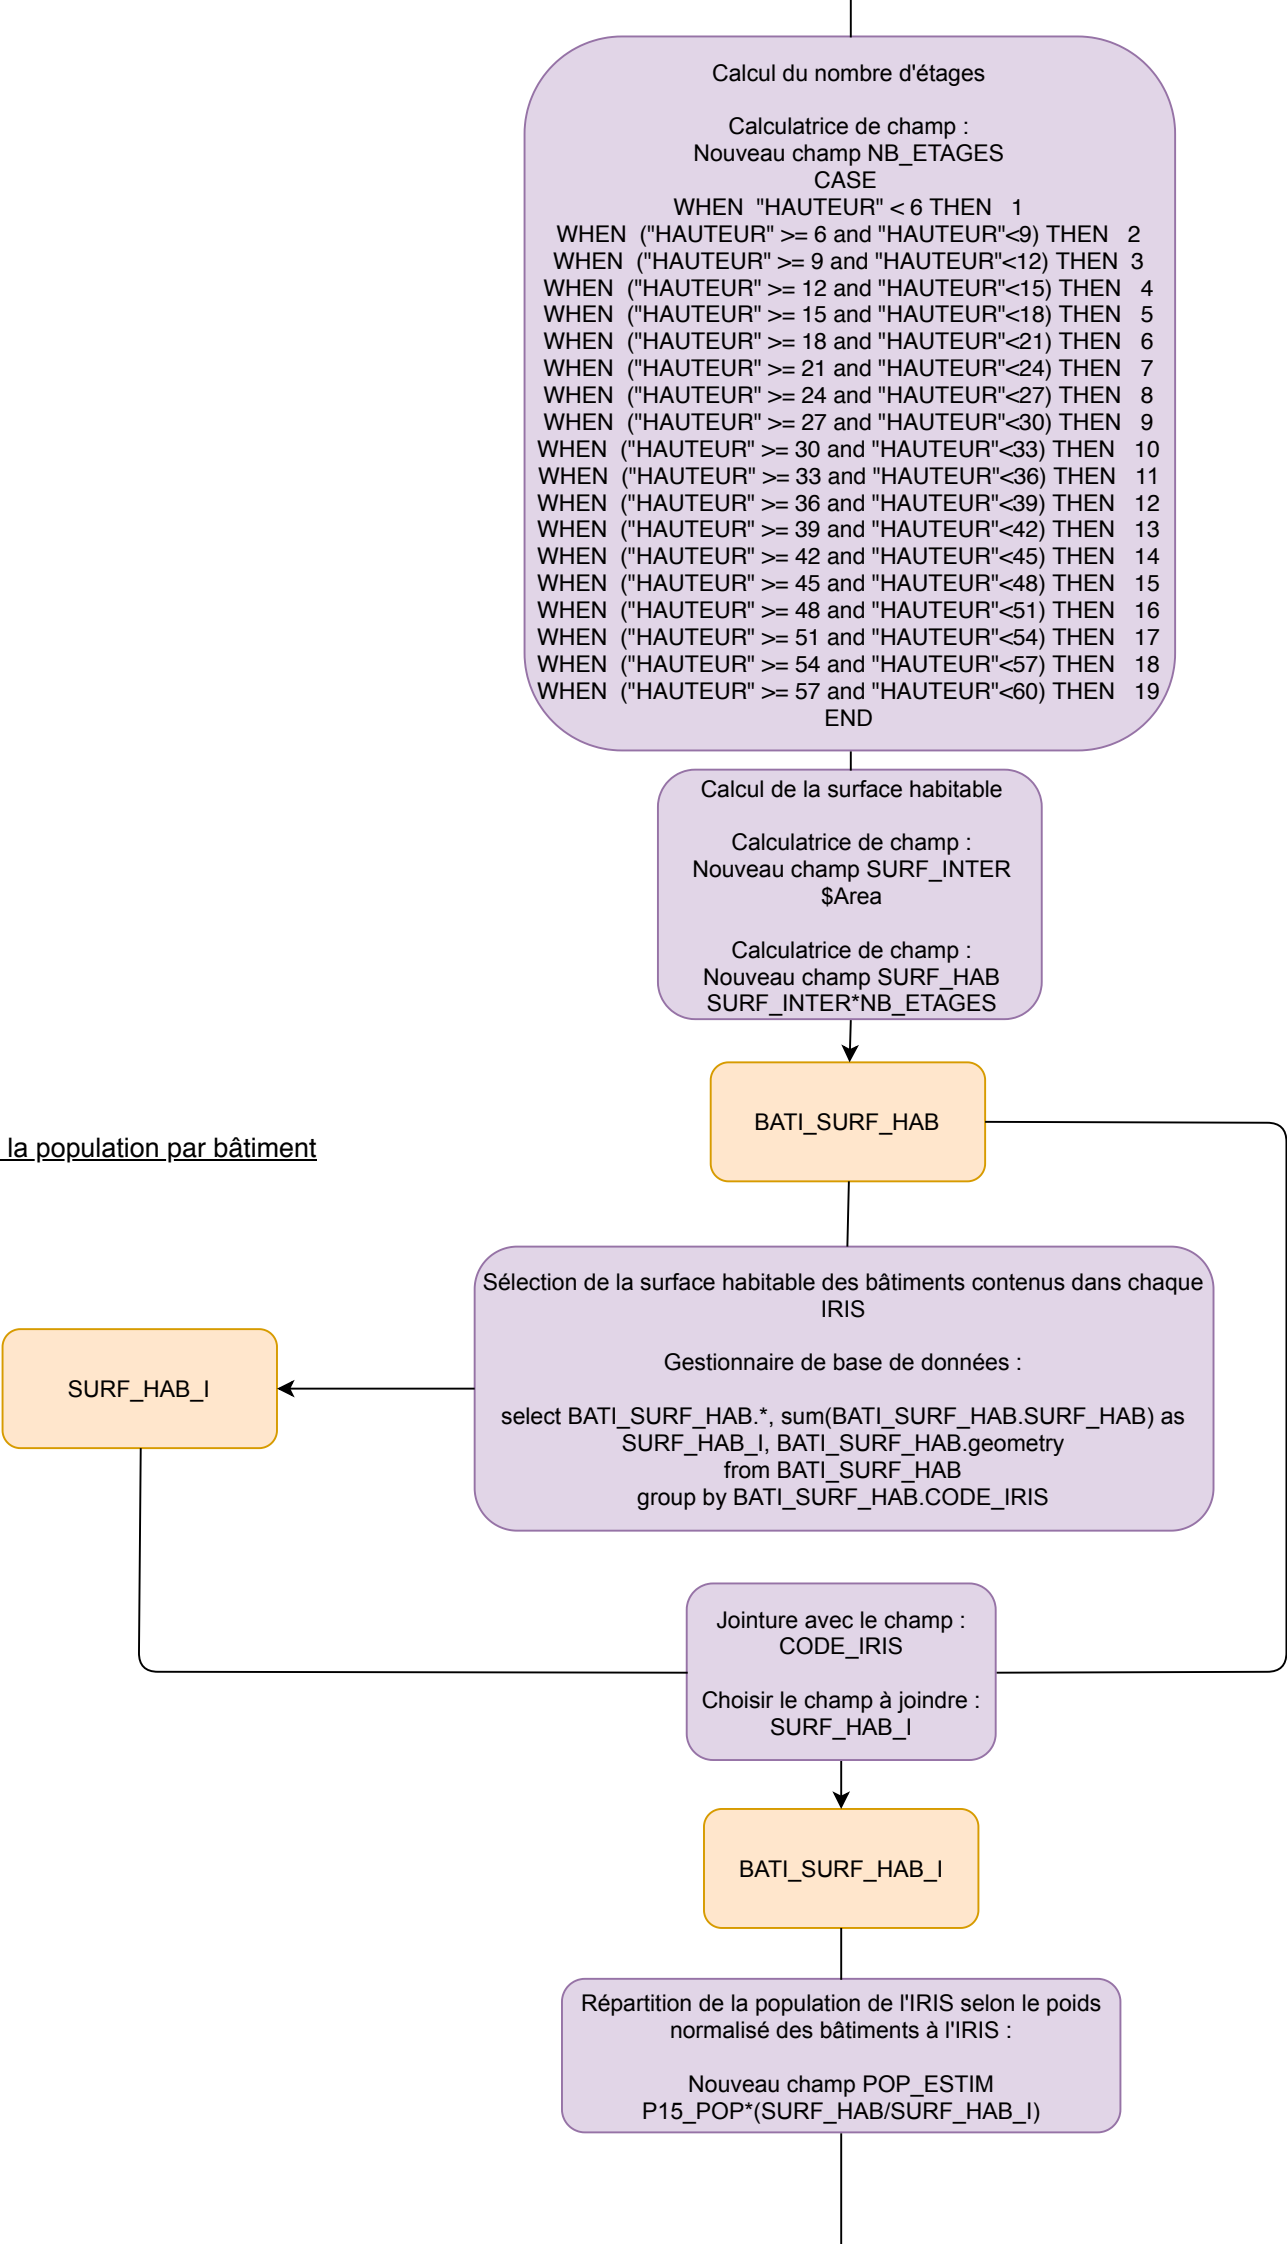 Calcul du nombre d'étages
Calculatrice de champ :
Nouveau champ NB_ETAGES
CASE
WHEN "HAUTEUR" < 6 THEN 1
WHEN ("HAUTEUR" >= 6 and "HAUTEUR"<9) THEN 2
WHEN ("HAUTEUR" >= 9 and "HAUTEUR"<12) THEN 3
WHEN ("HAUTEUR" >= 12 and "HAUTEUR"<15) THEN 4
WHEN ("HAUTEUR" >= 15 and "HAUTEUR"<18) THEN 5
WHEN ("HAUTEUR" >= 18 and "HAUTEUR"<21) THEN 6
WHEN ("HAUTEUR" >= 21 and "HAUTEUR"<24) THEN 7
WHEN ("HAUTEUR" >= 24 and "HAUTEUR"<27) THEN 8
WHEN ("HAUTEUR" >= 27 and "HAUTEUR"<30) THEN 9
WHEN ("HAUTEUR" >= 30 and "HAUTEUR"<33) THEN 10
WHEN ("HAUTEUR" >= 33 and "HAUTEUR"<36) THEN 11
WHEN ("HAUTEUR" >= 36 and "HAUTEUR"<39) THEN 12
WHEN ("HAUTEUR" >= 39 and "HAUTEUR"<42) THEN 13
WHEN ("HAUTEUR" >= 42 and "HAUTEUR"<45) THEN 14
WHEN ("HAUTEUR" >= 45 and "HAUTEUR"<48) THEN 15
WHEN ("HAUTEUR" >= 48 and "HAUTEUR"<51) THEN 16
WHEN ("HAUTEUR" >= 51 and "HAUTEUR"<54) THEN 17
WHEN ("HAUTEUR" >= 54 and "HAUTEUR"<57) THEN 18
WHEN ("HAUTEUR" >= 57 and "HAUTEUR"<60) THEN 19
END
Calcul de la surface habitable
Calculatrice de champ :
Nouveau champ SURF_INTER
$Area
Calculatrice de champ :
Nouveau champ SURF_HAB
SURF_INTER*NB_ETAGES
BATI_SURF_HAB
la population par bâtiment
Sélection de la surface habitable des bâtiments contenus dans chaque
IRIS
Gestionnaire de base de données :
select BATI_SURF_HAB.*, sum(BATI_SURF_HAB.SURF_HAB) as
SURF_HAB_I, BATI_SURF_HAB.geometry
from BATI_SURF_HAB
group by BATI_SURF_HAB.CODE_IRIS
SURF_HAB_I
Jointure avec le champ :
CODE_IRIS
Choisir le champ à joindre :
SURF_HAB_I
BATI_SURF_HAB_I
Répartition de la population de l'IRIS selon le poids
normalisé des bâtiments à l'IRIS :
Nouveau champ POP_ESTIM
P15_POP*(SURF_HAB/SURF_HAB_I)